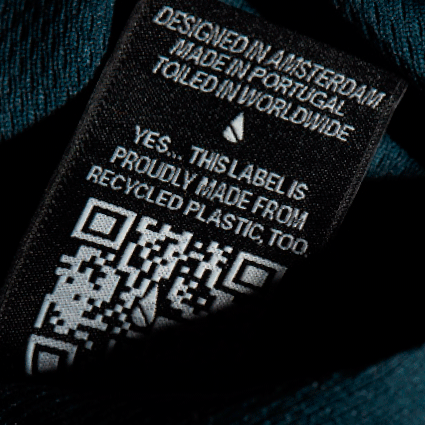 DESIGNED IN AMSTERDAM
MADE IN PORTUGAL
TOILED IN WORLDWIDE
YES... THIS LABEL IS
PROUDLY MADE FROM
RECYCLED PLASTIC, TOO.